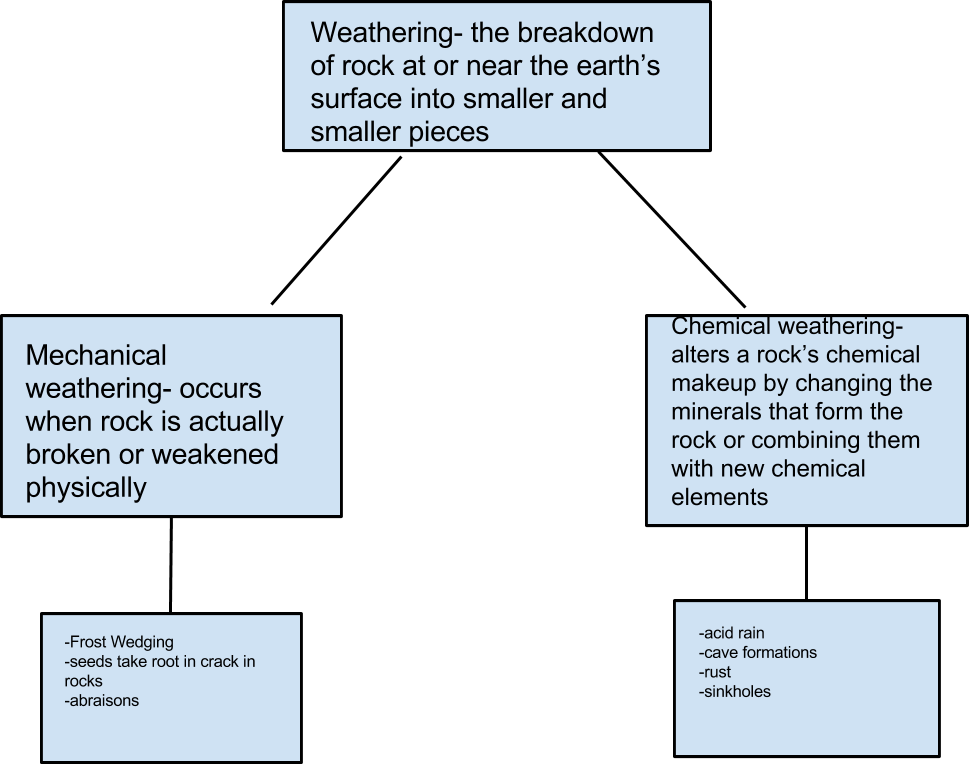 Weathering- the breakdown
of rock at or near the earth’s
surface into smaller and
smaller pieces
Mechanical
weathering- occurs
when rock is actually
broken or weakened
physically
Chemical weathering-
alters a rock’s chemical
makeup by changing the
minerals that form the
rock or combining them
with new chemical
elements
-Frost Wedging
-seeds take root in crack in
rocks
-abraisons
-acid rain
-cave formations
-rust
-sinkholes